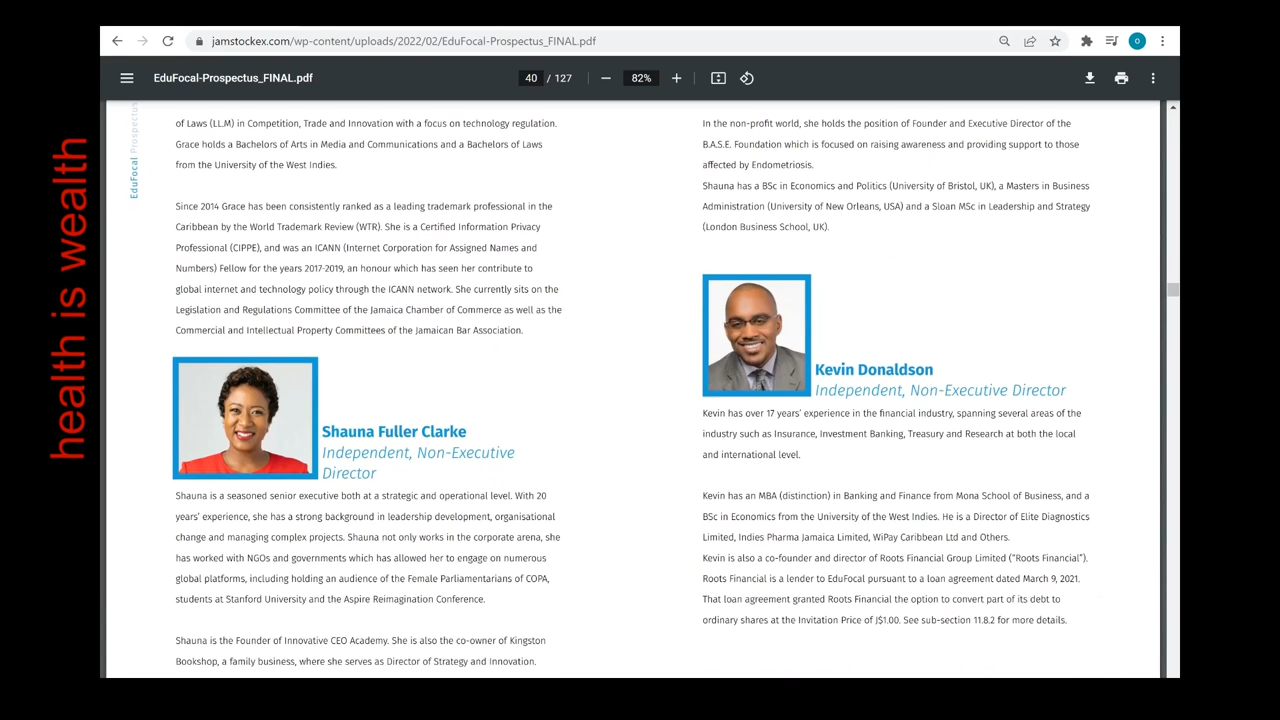 jamstockex.com/wp-content/uploads/2022/02/EduFocal-Prospectus_FINAL.pdf
O
EduFocal-Prospectus_FINAL.pdf
40 / 127
82%
health is wealth
EduFocal Prospectus
of Laws (LLM) in Competition, Trade and Innovation with a focus on technology regulation.
Grace holds a Bachelors of Arts in Media and Communications and a Bachelors of Laws
from the University of the West Indies.
Since 2014 Grace has been consistently ranked as a leading trademark professional in the
Caribbean by the World Trademark Review (WTR). She is a Certified Information Privacy
Professional (CIPPE), and was an ICANN (Internet Corporation for Assigned Names and
Numbers) Fellow for the years 2017-2019, an honour which has seen her contribute to
global internet and technology policy through the ICANN network. She currently sits on the
Legislation and Regulations Committee of the Jamaica Chamber of Commerce as well as the
Commercial and Intellectual Property Committees of the Jamaican Bar Association.
Shauna Fuller Clarke
Independent, Non-Executive
Director
Shauna is a seasoned senior executive both at a strategic and operational level. With 20
years' experience, she has a strong background in leadership development, organisational
change and managing complex projects. Shauna not only works in the corporate arena, she
has worked with NGOs and governments which has allowed her to engage on numerous
global platforms, including holding an audience of the Female Parliamentarians of COPA,
students at Stanford University and the Aspire Reimagination Conference.
Shauna is the Founder of Innovative CEO Academy. She is also the co-owner of Kingston
Bookshop, a family business, where she serves as Director of Strategy and Innovation.
In the non-profit world, she holds the position of Founder and Executive Director of the
B.A.S.E. Foundation which is focused on raising awareness and providing support to those
affected by Endometriosis.
Shauna has a BSc in Economics and Politics (University of Bristol, UK), a Masters in Business
Administration (University of New Orleans, USA) and a Sloan MSc in Leadership and Strategy
(London Business School, UK).
Kevin Donaldson
Independent, Non-Executive Director
Kevin has over 17 years' experience in the financial industry, spanning several areas of the
industry such as Insurance, Investment Banking, Treasury and Research at both the local
and international level.
Kevin has an MBA (distinction) in Banking and Finance from Mona School of Business, and a
BSc in Economics from the University of the West Indies. He is a Director of Elite Diagnostics
Limited, Indies Pharma Jamaica Limited, WiPay Caribbean Ltd and Others.
Kevin is also a co-founder and director of Roots Financial Group Limited ("Roots Financial").
Roots Financial is a lender to EduFocal pursuant to a loan agreement dated March 9, 2021.
That loan agreement granted Roots Financial the option to convert part of its debt to
ordinary shares at the Invitation Price of J$1.00. See sub-section 11.8.2 for more details.